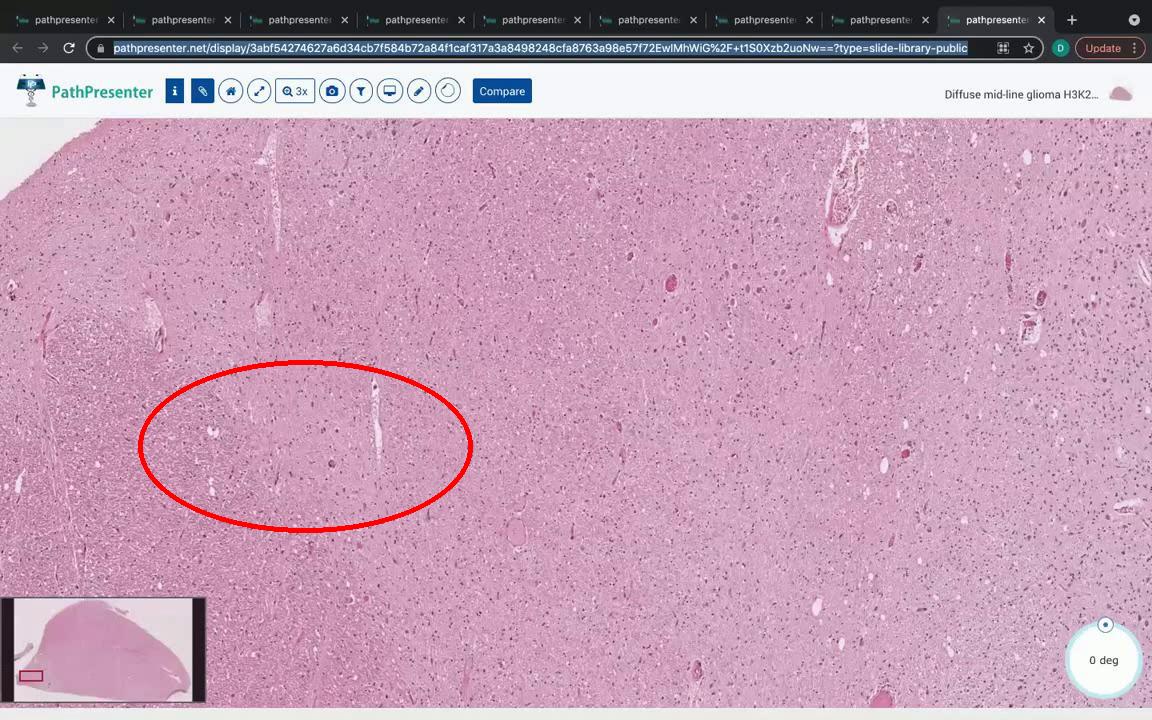 pathpresenter
pathpresenter
pathpresenter
pathpresenter
pathpresenter
pathpresenter
pathpresenter
pathpresenter
pathpresenter
pathpresenter.net/display/3abf54274627a6d34cb7f584b72a84f1caf317a3a8498248cfa8763a98e57f72EwIMhWiG%2F+t1S0Xzb2uoNw==?type=slide-library-public
D
Update
PathPresenter
i
3x
Compare
Diffuse mid-line glioma H3K2...
0 deg